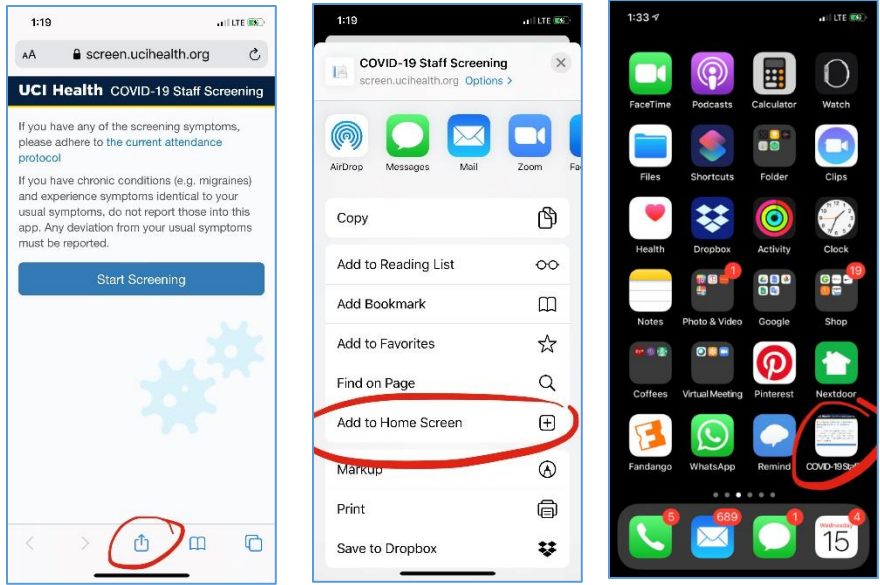 1:19
LTE
AA screen.ucihealth.org
UCI Health COVID-19 Staff Screening
If you have any of the screening symptoms,
please adhere to the current attendance
protocol
If you have chronic conditions (e.g. migraines)
and experience symptoms identical to your
usual symptoms, do not report those into this
app. Any deviation from your usual symptoms
must be reported.
Start Screening
1:19
LTE
COVID-19 Staff Screening
screen.ucihealth.org Options >
AirDrop Messages Mail Zoom Fa
Copy
Add to Reading List
Add Bookmark
Add to Favorites
Find on Page
Add to Home Screen
Markup
Print
Save to Dropbox
1:33
LTE
FaceTime Podcasts Calculator Watch
Files Shortcuts Folder Clips
Health Dropbox Activity Clock
1 19
Notes Photo & Video Google Shop
Coffees Virtual Meeting Pinterest Nextdoor
Fandango WhatsApp Remind COVID-19 Staff
5 689 1 4
Wednesday
15